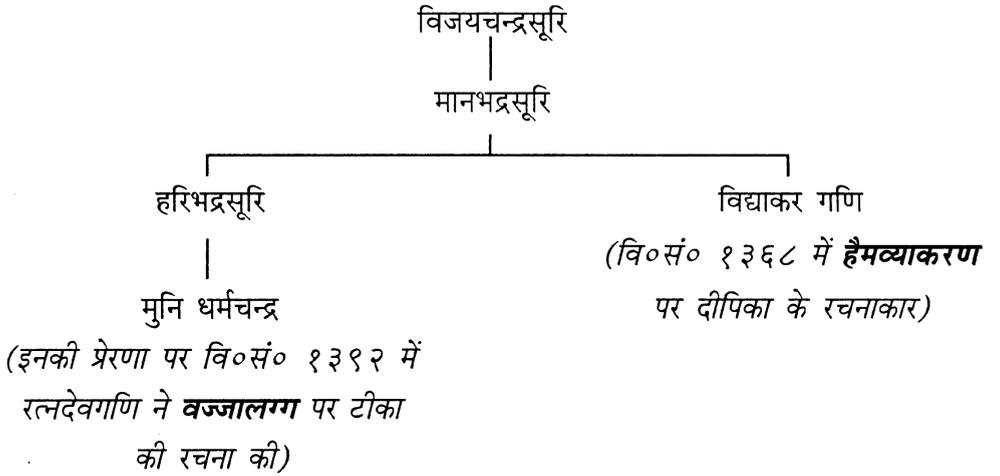 विजयचन्द्रसूरि
मानभद्रसूरि
हरिभद्रसूरि
विद्याकर गणि
(वि०सं० १३६८ में हैमव्याकरण
पर दीपिका के रचनाकार)
मुनि धर्मचन्द्र
(इनकी प्रेरणा पर वि०सं० १३९२ में
रत्नदेवगणि ने वज्जालग्ग पर टीका
की रचना की)